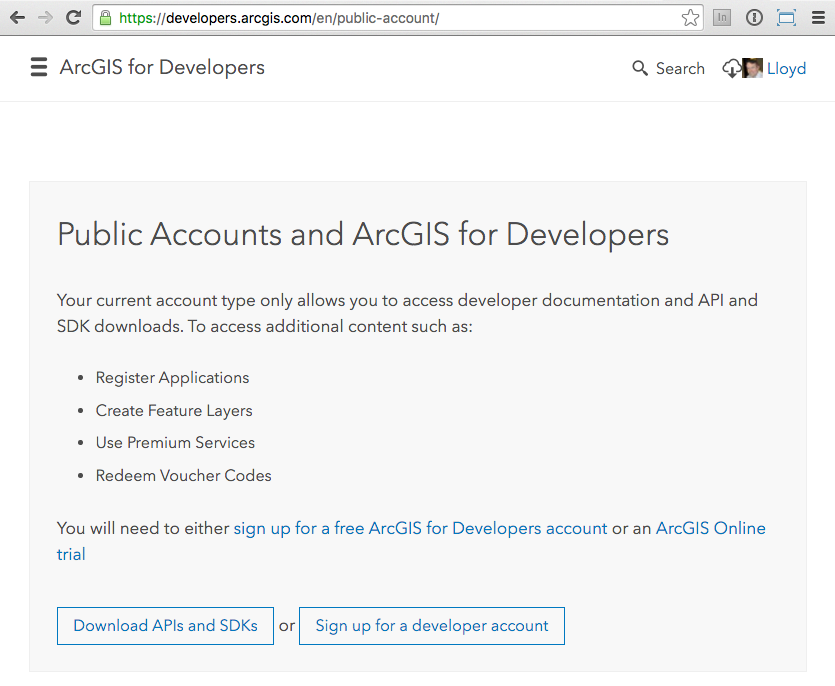 https://developers.arcgis.com/en/public-account/
In
ArcGIS for Developers
Search
Lloyd
Public Accounts and ArcGIS for Developers
Your current account type only allows you to access developer documentation and API and
SDK downloads. To access additional content such as:
• Register Applications
• Create Feature Layers
• Use Premium Services
• Redeem Voucher Codes
You will need to either sign up for a free ArcGIS for Developers account or an ArcGIS Online
trial
Download APIs and SDKs or Sign up for a developer account